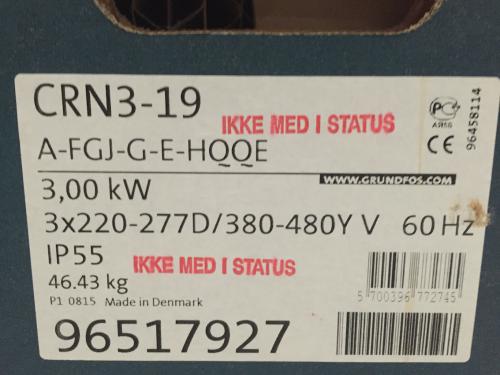 CRN3-19
IKKE MED I STATUS
A-FGJ-G-E-HQQE
CE
96458114
3,00 kW
WWW.GRUNDFOS.COM
3x220-277D/380-480Y V 60 Hz
IP55
IKKE MED I STATUS
46.43 kg
P1 0815 Made in Denmark
5 700396 772745
96517927